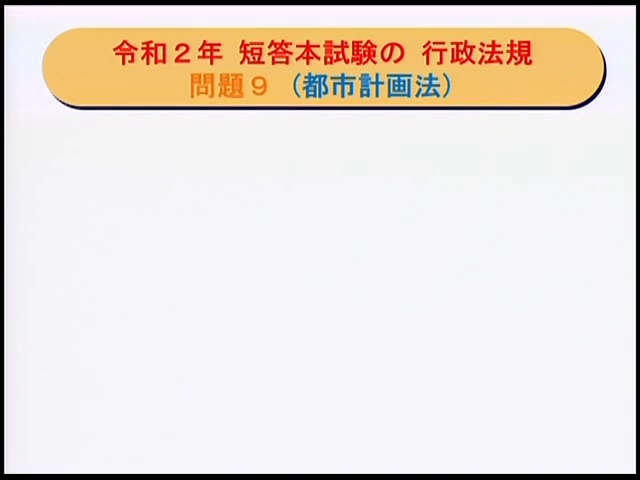 令和２年 短答本試験の 行政法規
問題９ （都市計画法）